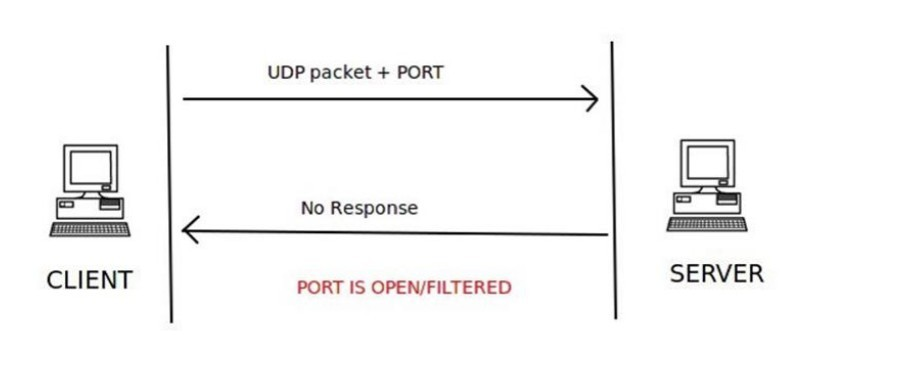 UDP packet + PORT
No Response
CLIENT
SERVER
PORT IS OPEN/FILTERED